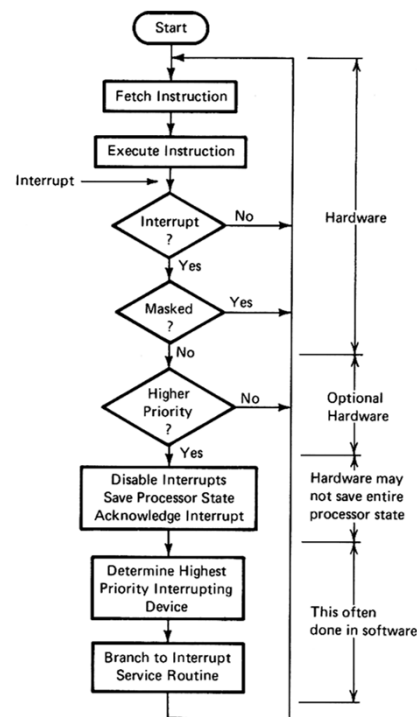 Start
Fetch Instruction
Execute Instruction
Interrupt
Interrupt
?
No
Yes
Masked
?
Yes
No
Higher
Priority
?
No
Yes
Disable Interrupts
Save Processor State
Acknowledge Interrupt
Determine Highest
Priority Interrupting
Device
Branch to Interrupt
Service Routine
Hardware
Optional
Hardware
Hardware may
not save entire
processor state
This often
done in software